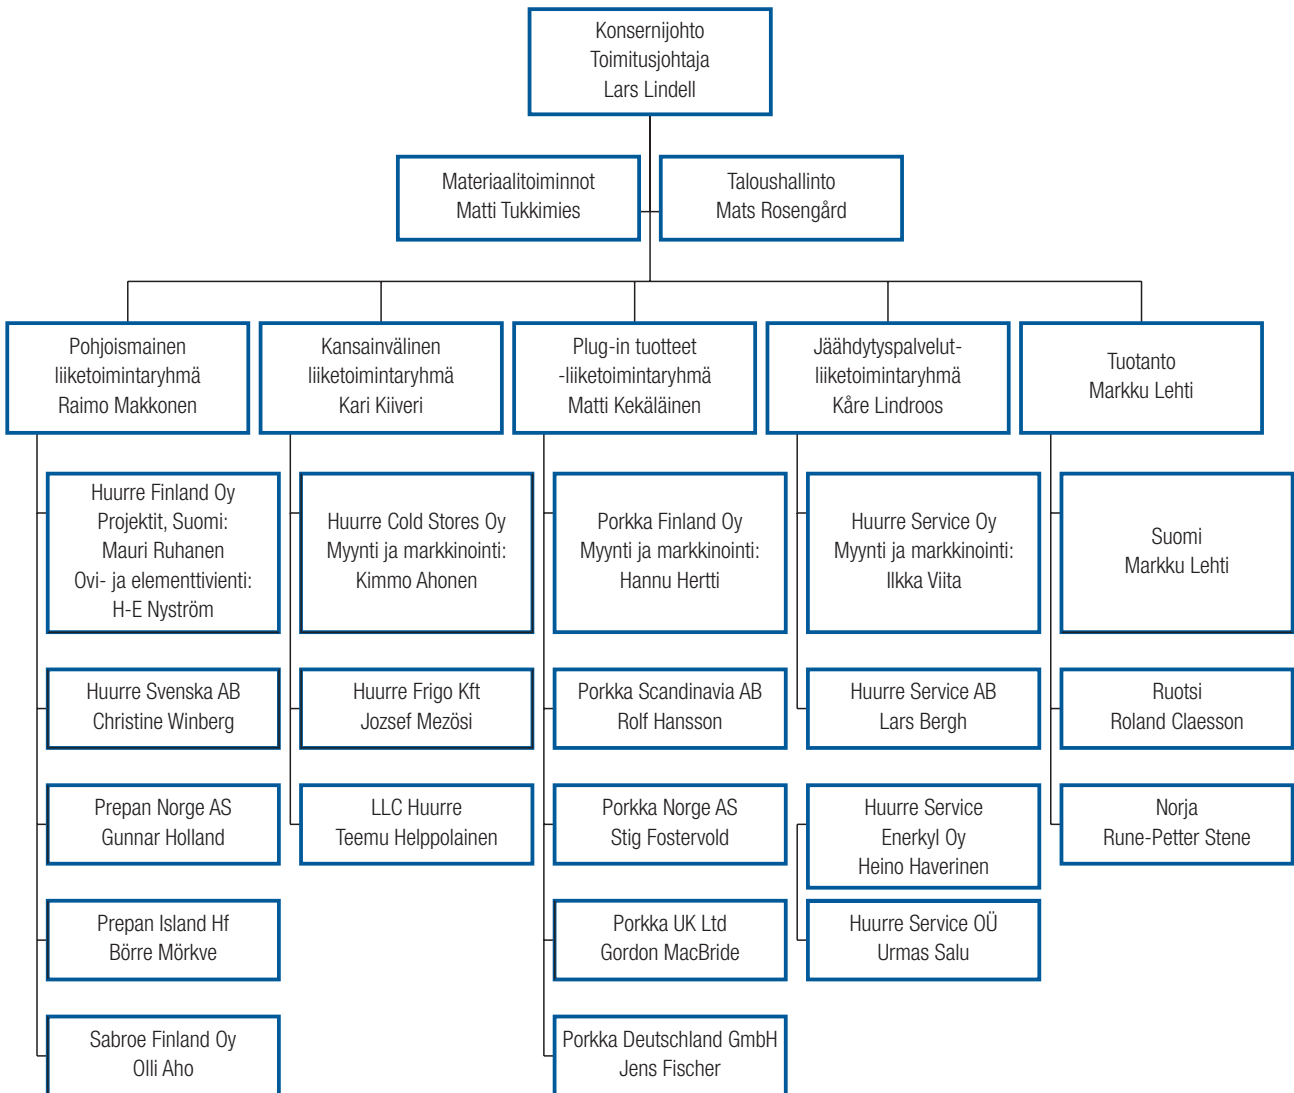 Konsernijohto
Toimitusjohtaja
Lars Lindell
Materiaalitoiminnot
Matti Tukkimies
Taloushallinto
Mats Rosengård
Pohjoismainen
liiketoimintaryhmä
Raimo Makkonen
Kansainvälinen
liiketoimintaryhmä
Kari Kiiveri
Plug-in tuotteet
-liiketoimintaryhmä
Matti Kekäläinen
Jäähdytyspalvelut-
liiketoimintaryhmä
Kåre Lindroos
Tuotanto
Markku Lehti
Huurre Finland Oy
Projektit, Suomi:
Mauri Ruhanen
Ovi- ja elementtivienti:
H-E Nyström
Huurre Cold Stores Oy
Myynti ja markkinointi:
Kimmo Ahonen
Porkka Finland Oy
Myynti ja markkinointi:
Hannu Hertti
Huurre Service Oy
Myynti ja markkinointi:
Ilkka Viita
Suomi
Markku Lehti
Huurre Svenska AB
Christine Winberg
Huurre Frigo Kft
Jozsef Mezösi
Porkka Scandinavia AB
Rolf Hansson
Huurre Service AB
Lars Bergh
Ruotsi
Roland Claesson
Prepan Norge AS
Gunnar Holland
LLC Huurre
Teemu Helppolainen
Porkka Norge AS
Stig Fostervold
Huurre Service
Enerkyl Oy
Heino Haverinen
Norja
Rune-Petter Stene
Prepan Island Hf
Börre Mörkve
Porkka UK Ltd
Gordon MacBride
Huurre Service OÜ
Urmas Salu
Sabroe Finland Oy
Olli Aho
Porkka Deutschland GmbH
Jens Fischer